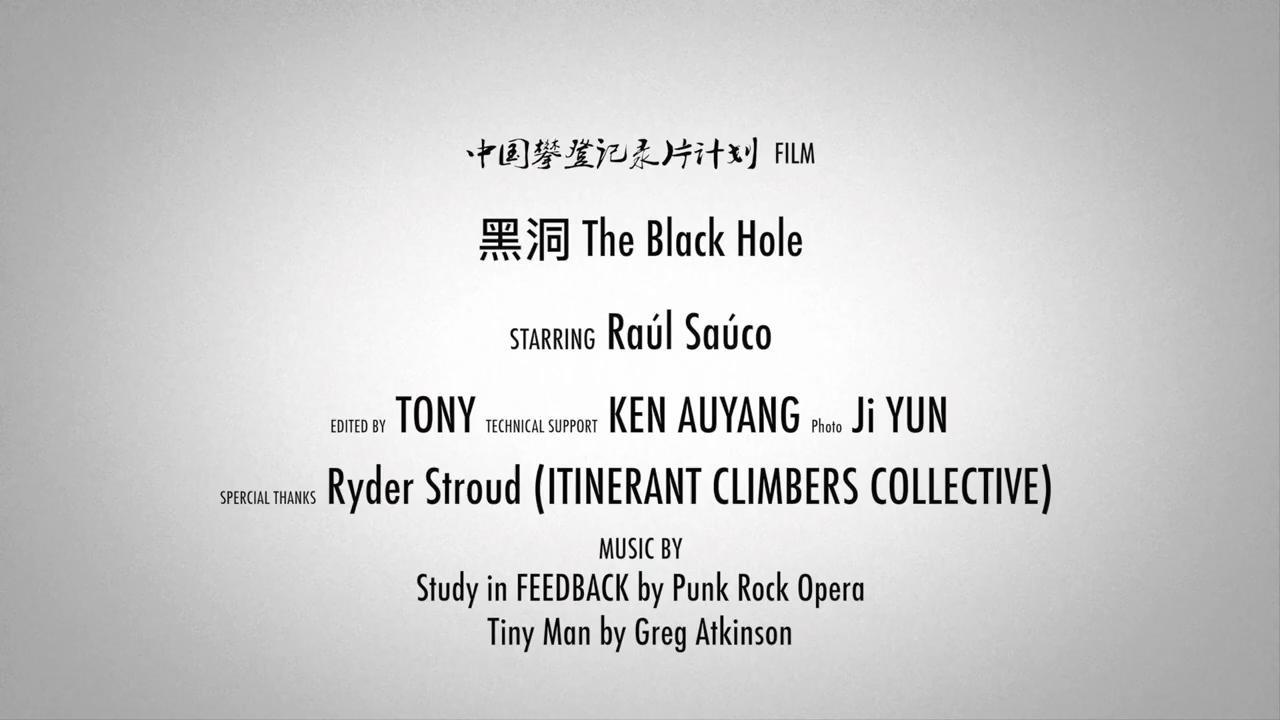 中国攀登记录片计划 FILM
黑洞 The Black Hole
STARRING Raúl Saúco
EDITED BY TONY TECHNICAL SUPPORT KEN AUYANG Photo Ji YUN
SPERCIAL THANKS Ryder Stroud (ITINERANT CLIMBERS COLLECTIVE)
MUSIC BY
Study in FEEDBACK by Punk Rock Opera
Tiny Man by Greg Atkinson